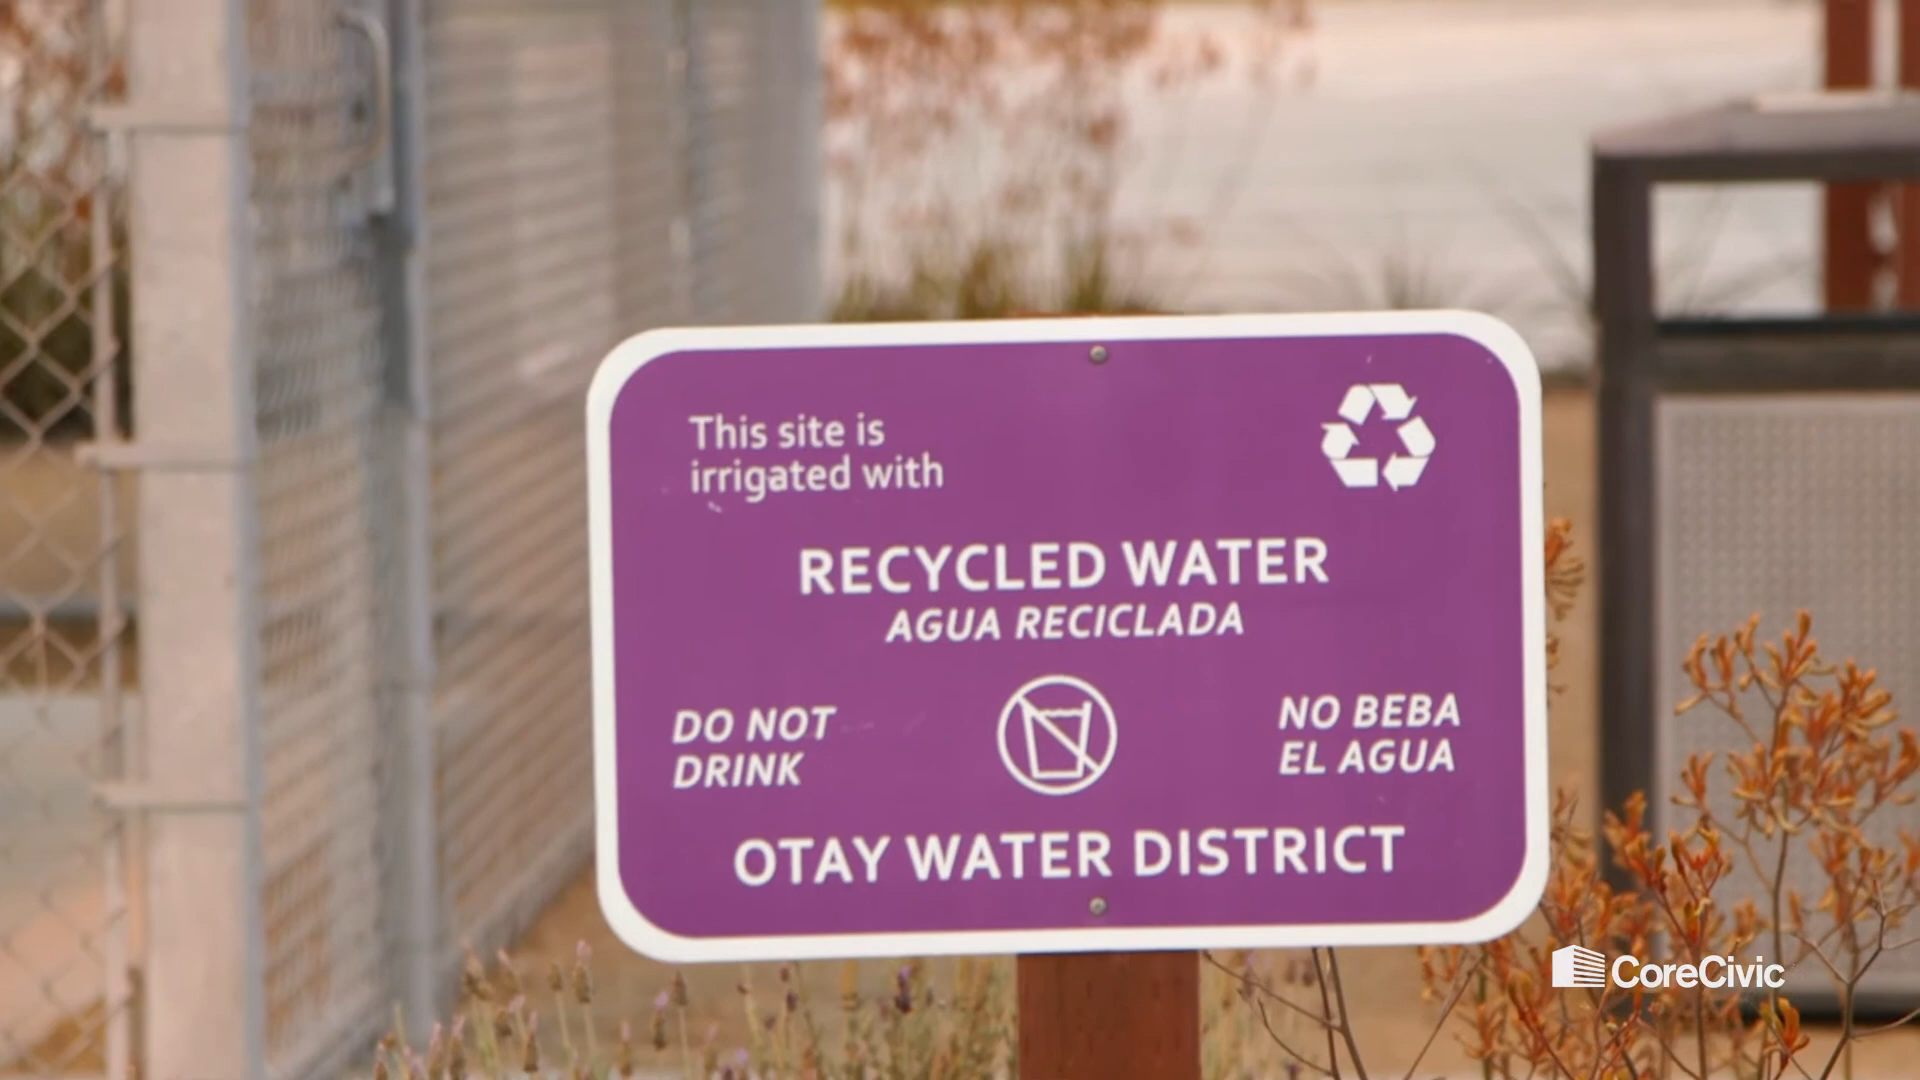 This site is
irrigated with
RECYCLED WATER
AGUA RECICLADA
DO NOT
DRINK
NO BEBA
EL AGUA
OTAY WATER DISTRICT
CoreCivic